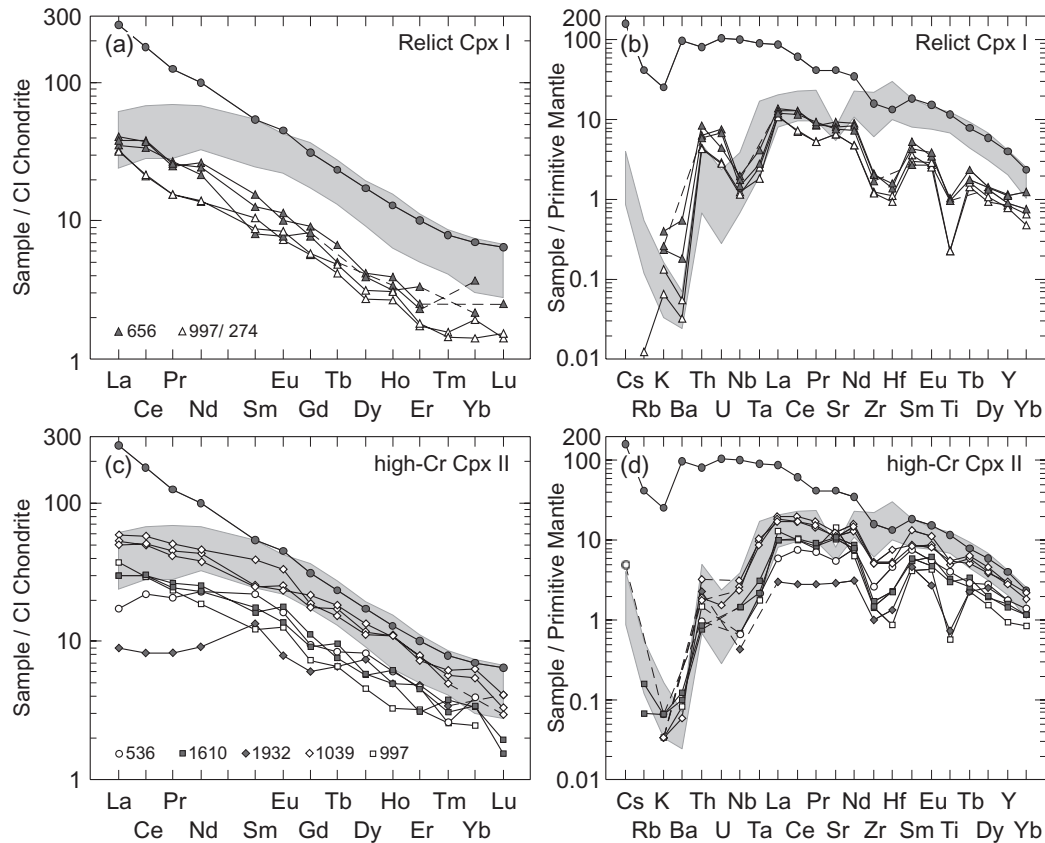 (a) Relict Cpx I
Sample / CI Chondrite
300
100
10
1
656 997/ 274
La Pr Eu Tb Ho Tm Lu
Ce Nd Sm Gd Dy Er Yb
(b) Relict Cpx I
Sample / Primitive Mantle
200
100
10
1
0.1
0.01
Cs K Th Nb La Pr Nd Hf Eu Tb Y
Rb Ba U Ta Ce Sr Zr Sm Ti Dy Yb
(c) high-Cr Cpx II
Sample / CI Chondrite
300
100
10
1
536 1610 1932 1039 997
La Pr Eu Tb Ho Tm Lu
Ce Nd Sm Gd Dy Er Yb
(d) high-Cr Cpx II
Sample / Primitive Mantle
200
100
10
1
0.1
0.01
Cs K Th Nb La Pr Nd Hf Eu Tb Y
Rb Ba U Ta Ce Sr Zr Sm Ti Dy Yb